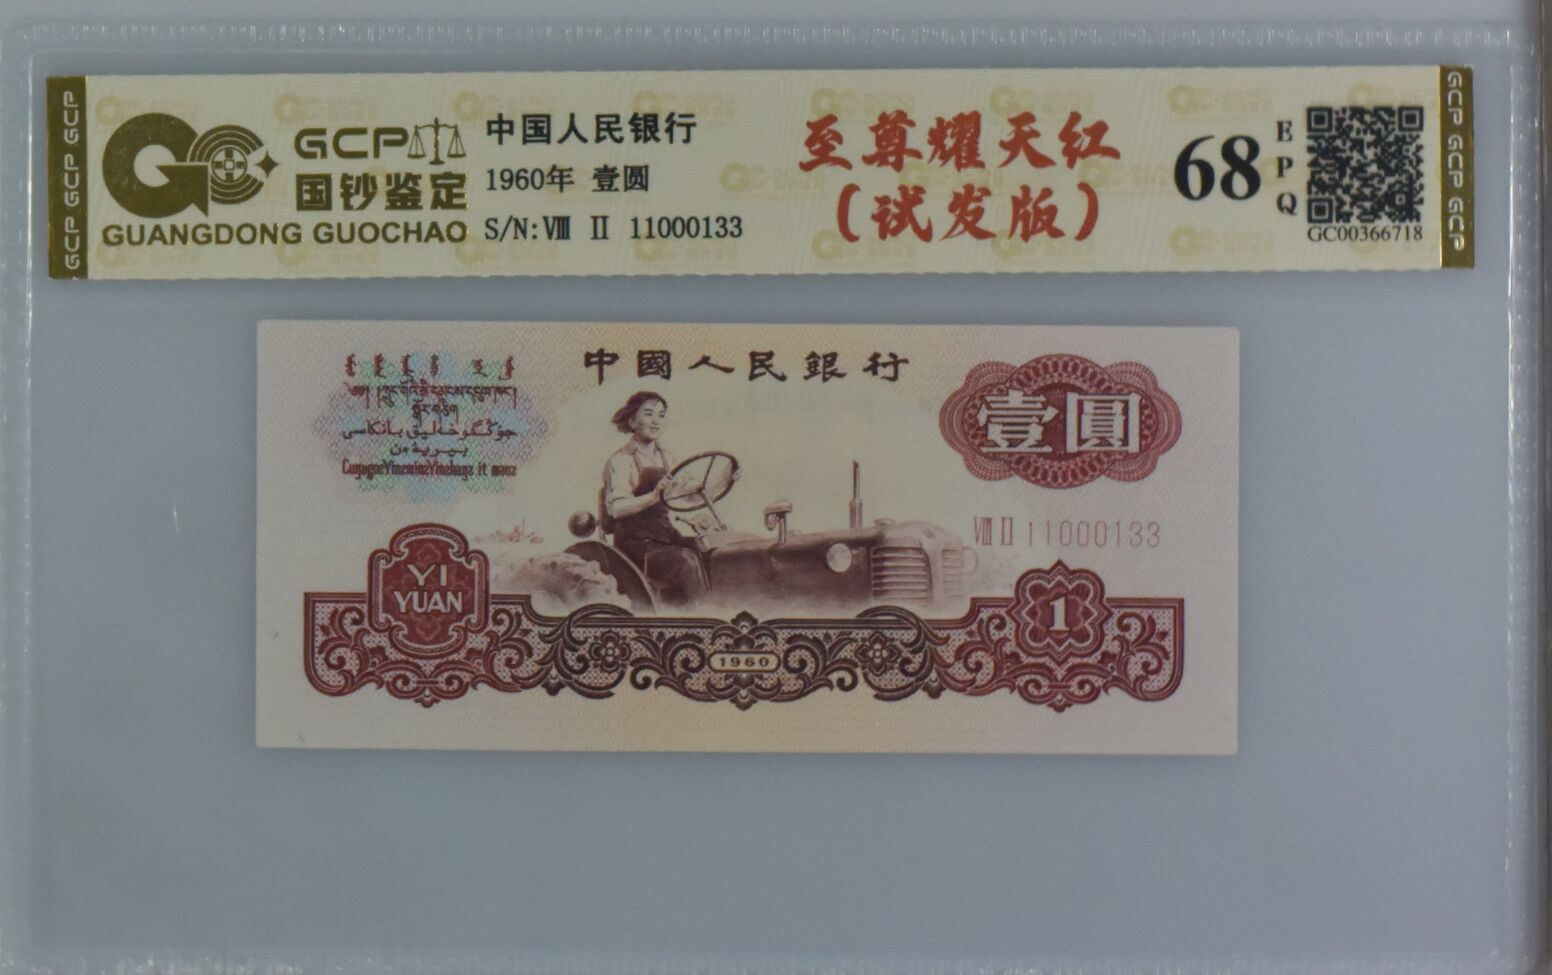 GCP GCP GCP
GCP
国钞鉴定
GUANGDONG GUOCHAO
中国人民银行
1960年 壹圆
S/N:Ⅷ Ⅱ 11000133
至尊耀天红
(试发版)
68
EPQ
GC00366718
GCP GCP GCP
中國人民銀行
壹圓
YI
YUAN
Ⅷ Ⅱ 11000133
1
1960